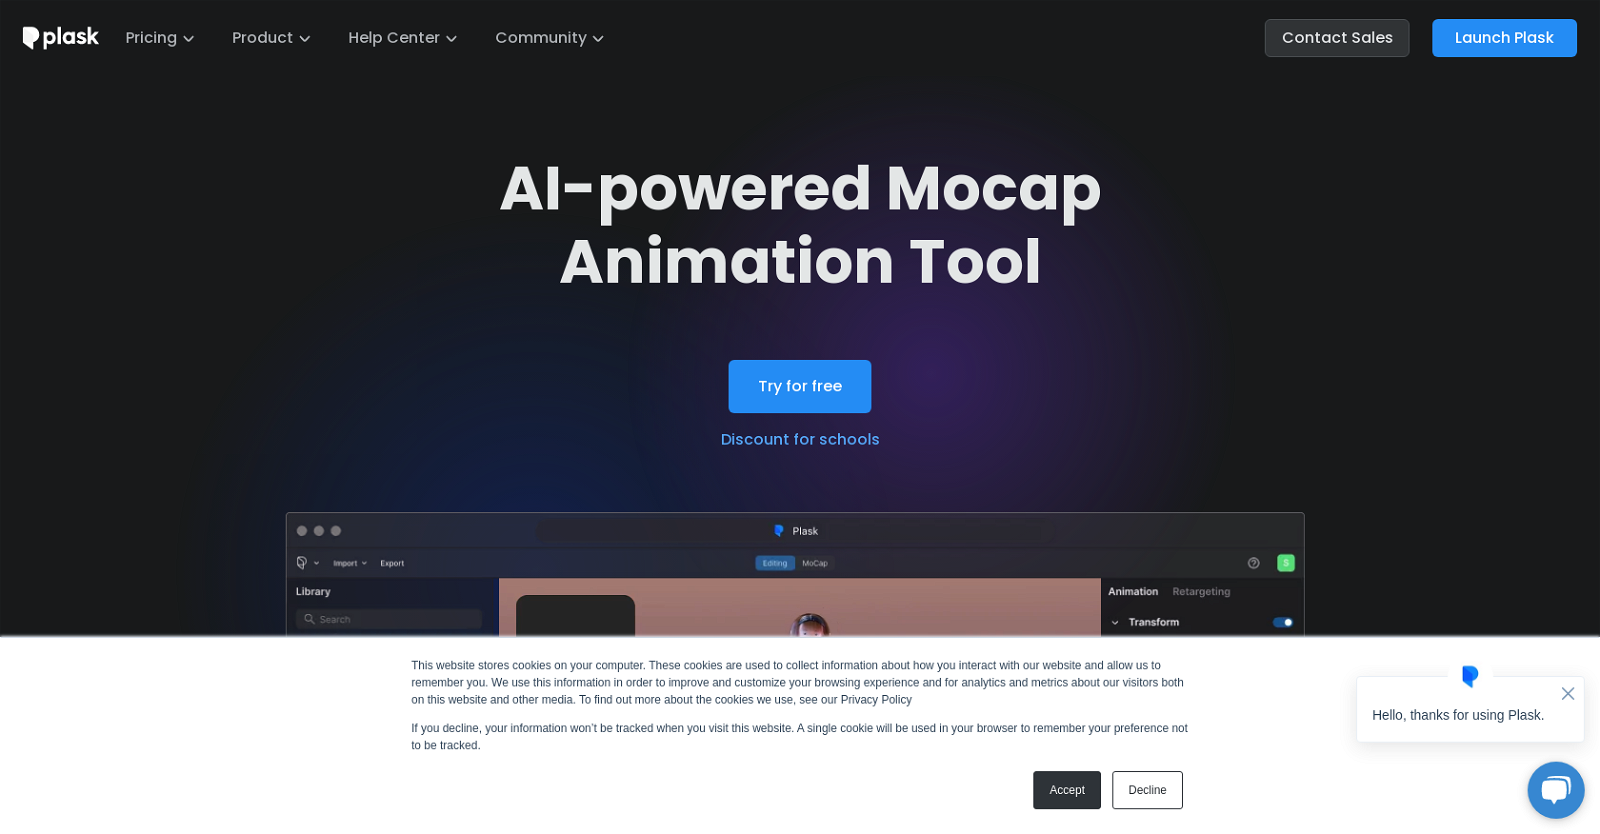 plask
Pricing
Product
Help Center
Community
Contact Sales
Launch Plask
AI-powered Mocap
Animation Tool
Try for free
Discount for schools
Plask
Import
Export
Editing
MoCap
S
Library
Animation
Retargeting
Search
Transform
This website stores cookies on your computer. These cookies are used to collect information about how you interact with our website and allow us to
remember you. We use this information in order to improve and customize your browsing experience and for analytics and metrics about our visitors both
on this website and other media. To find out more about the cookies we use, see our Privacy Policy
If you decline, your information won’t be tracked when you visit this website. A single cookie will be used in your browser to remember your preference not
to be tracked.
Accept
Decline
Hello, thanks for using Plask.